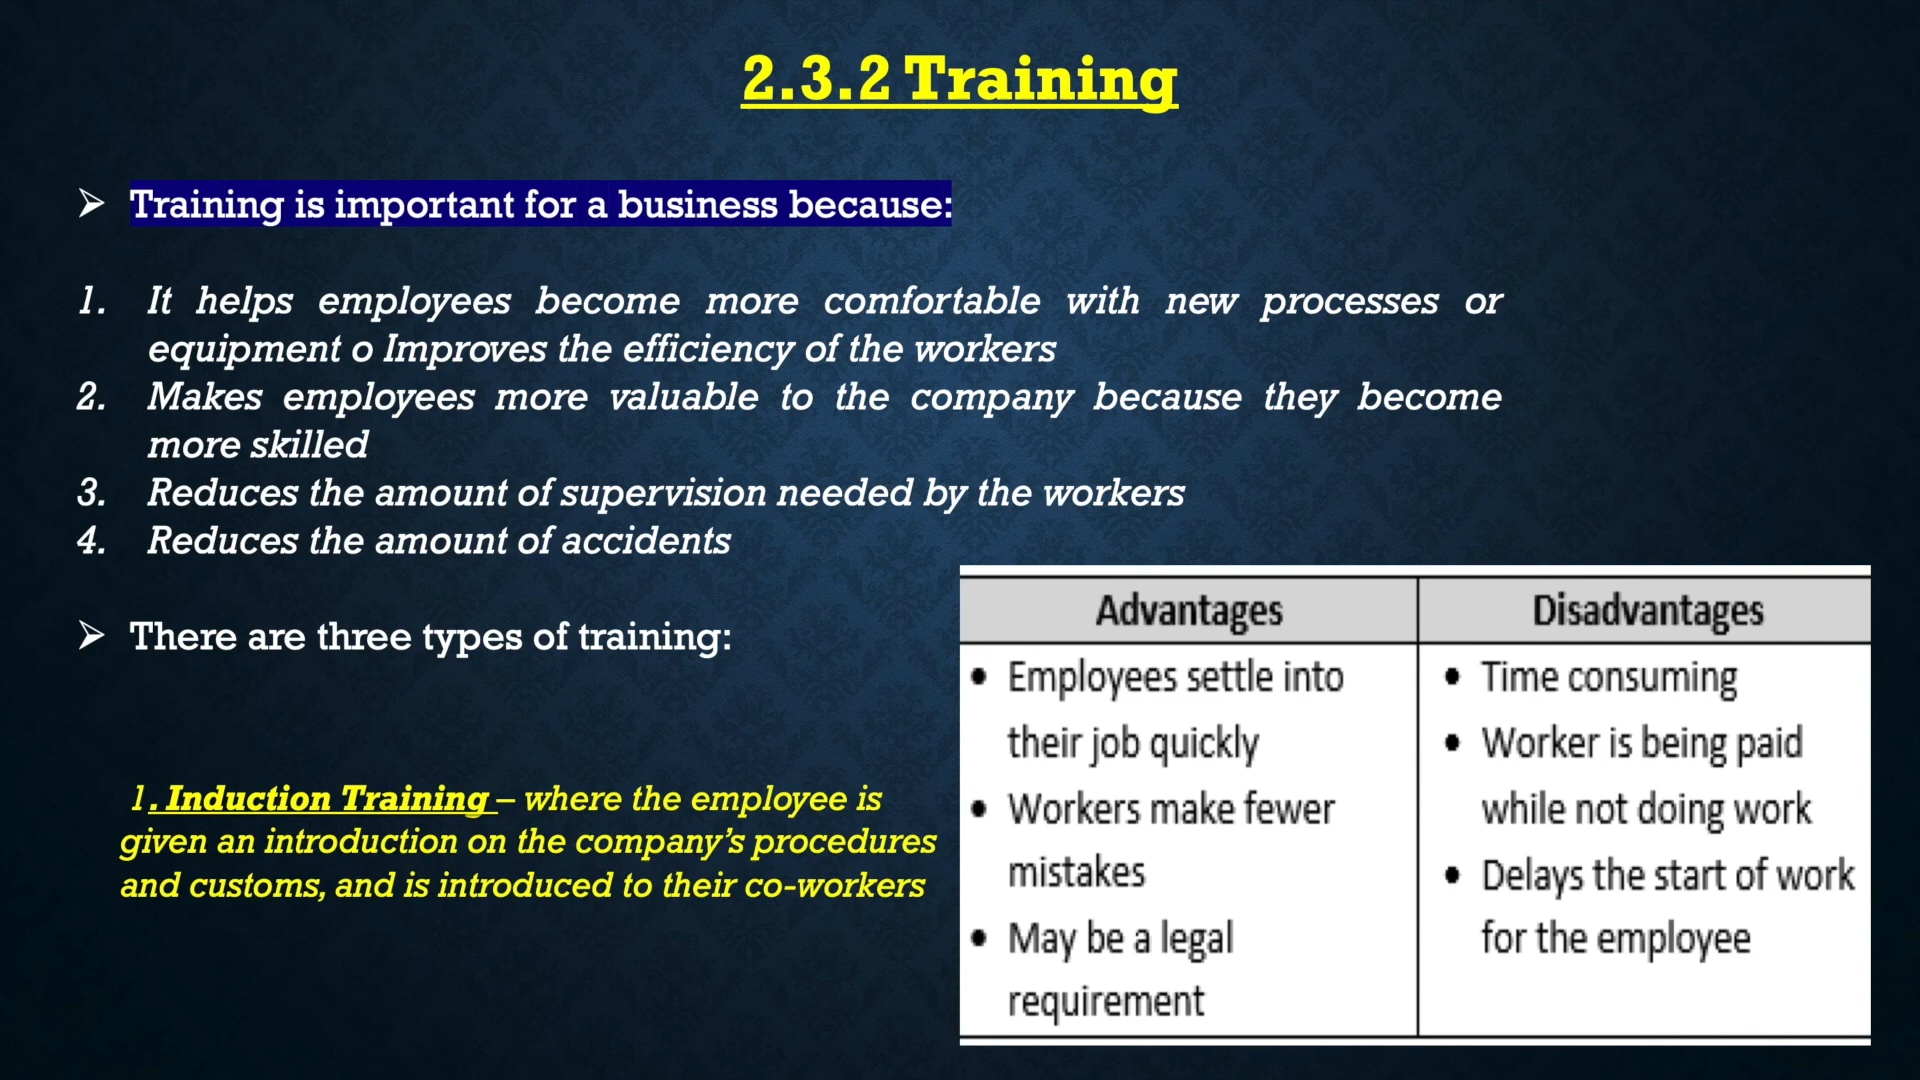 2.3.2 Training
➢ Training is important for a business because:
1. It helps employees become more comfortable with new processes or
equipment o Improves the efficiency of the workers
2. Makes employees more valuable to the company because they become
more skilled
3. Reduces the amount of supervision needed by the workers
4. Reduces the amount of accidents
➢ There are three types of training:
1. Induction Training – where the employee is
given an introduction on the company’s procedures
and customs, and is introduced to their co-workers
Advantages
• Employees settle into
their job quickly
• Workers make fewer
mistakes
• May be a legal
requirement
Disadvantages
• Time consuming
• Worker is being paid
while not doing work
• Delays the start of work
for the employee